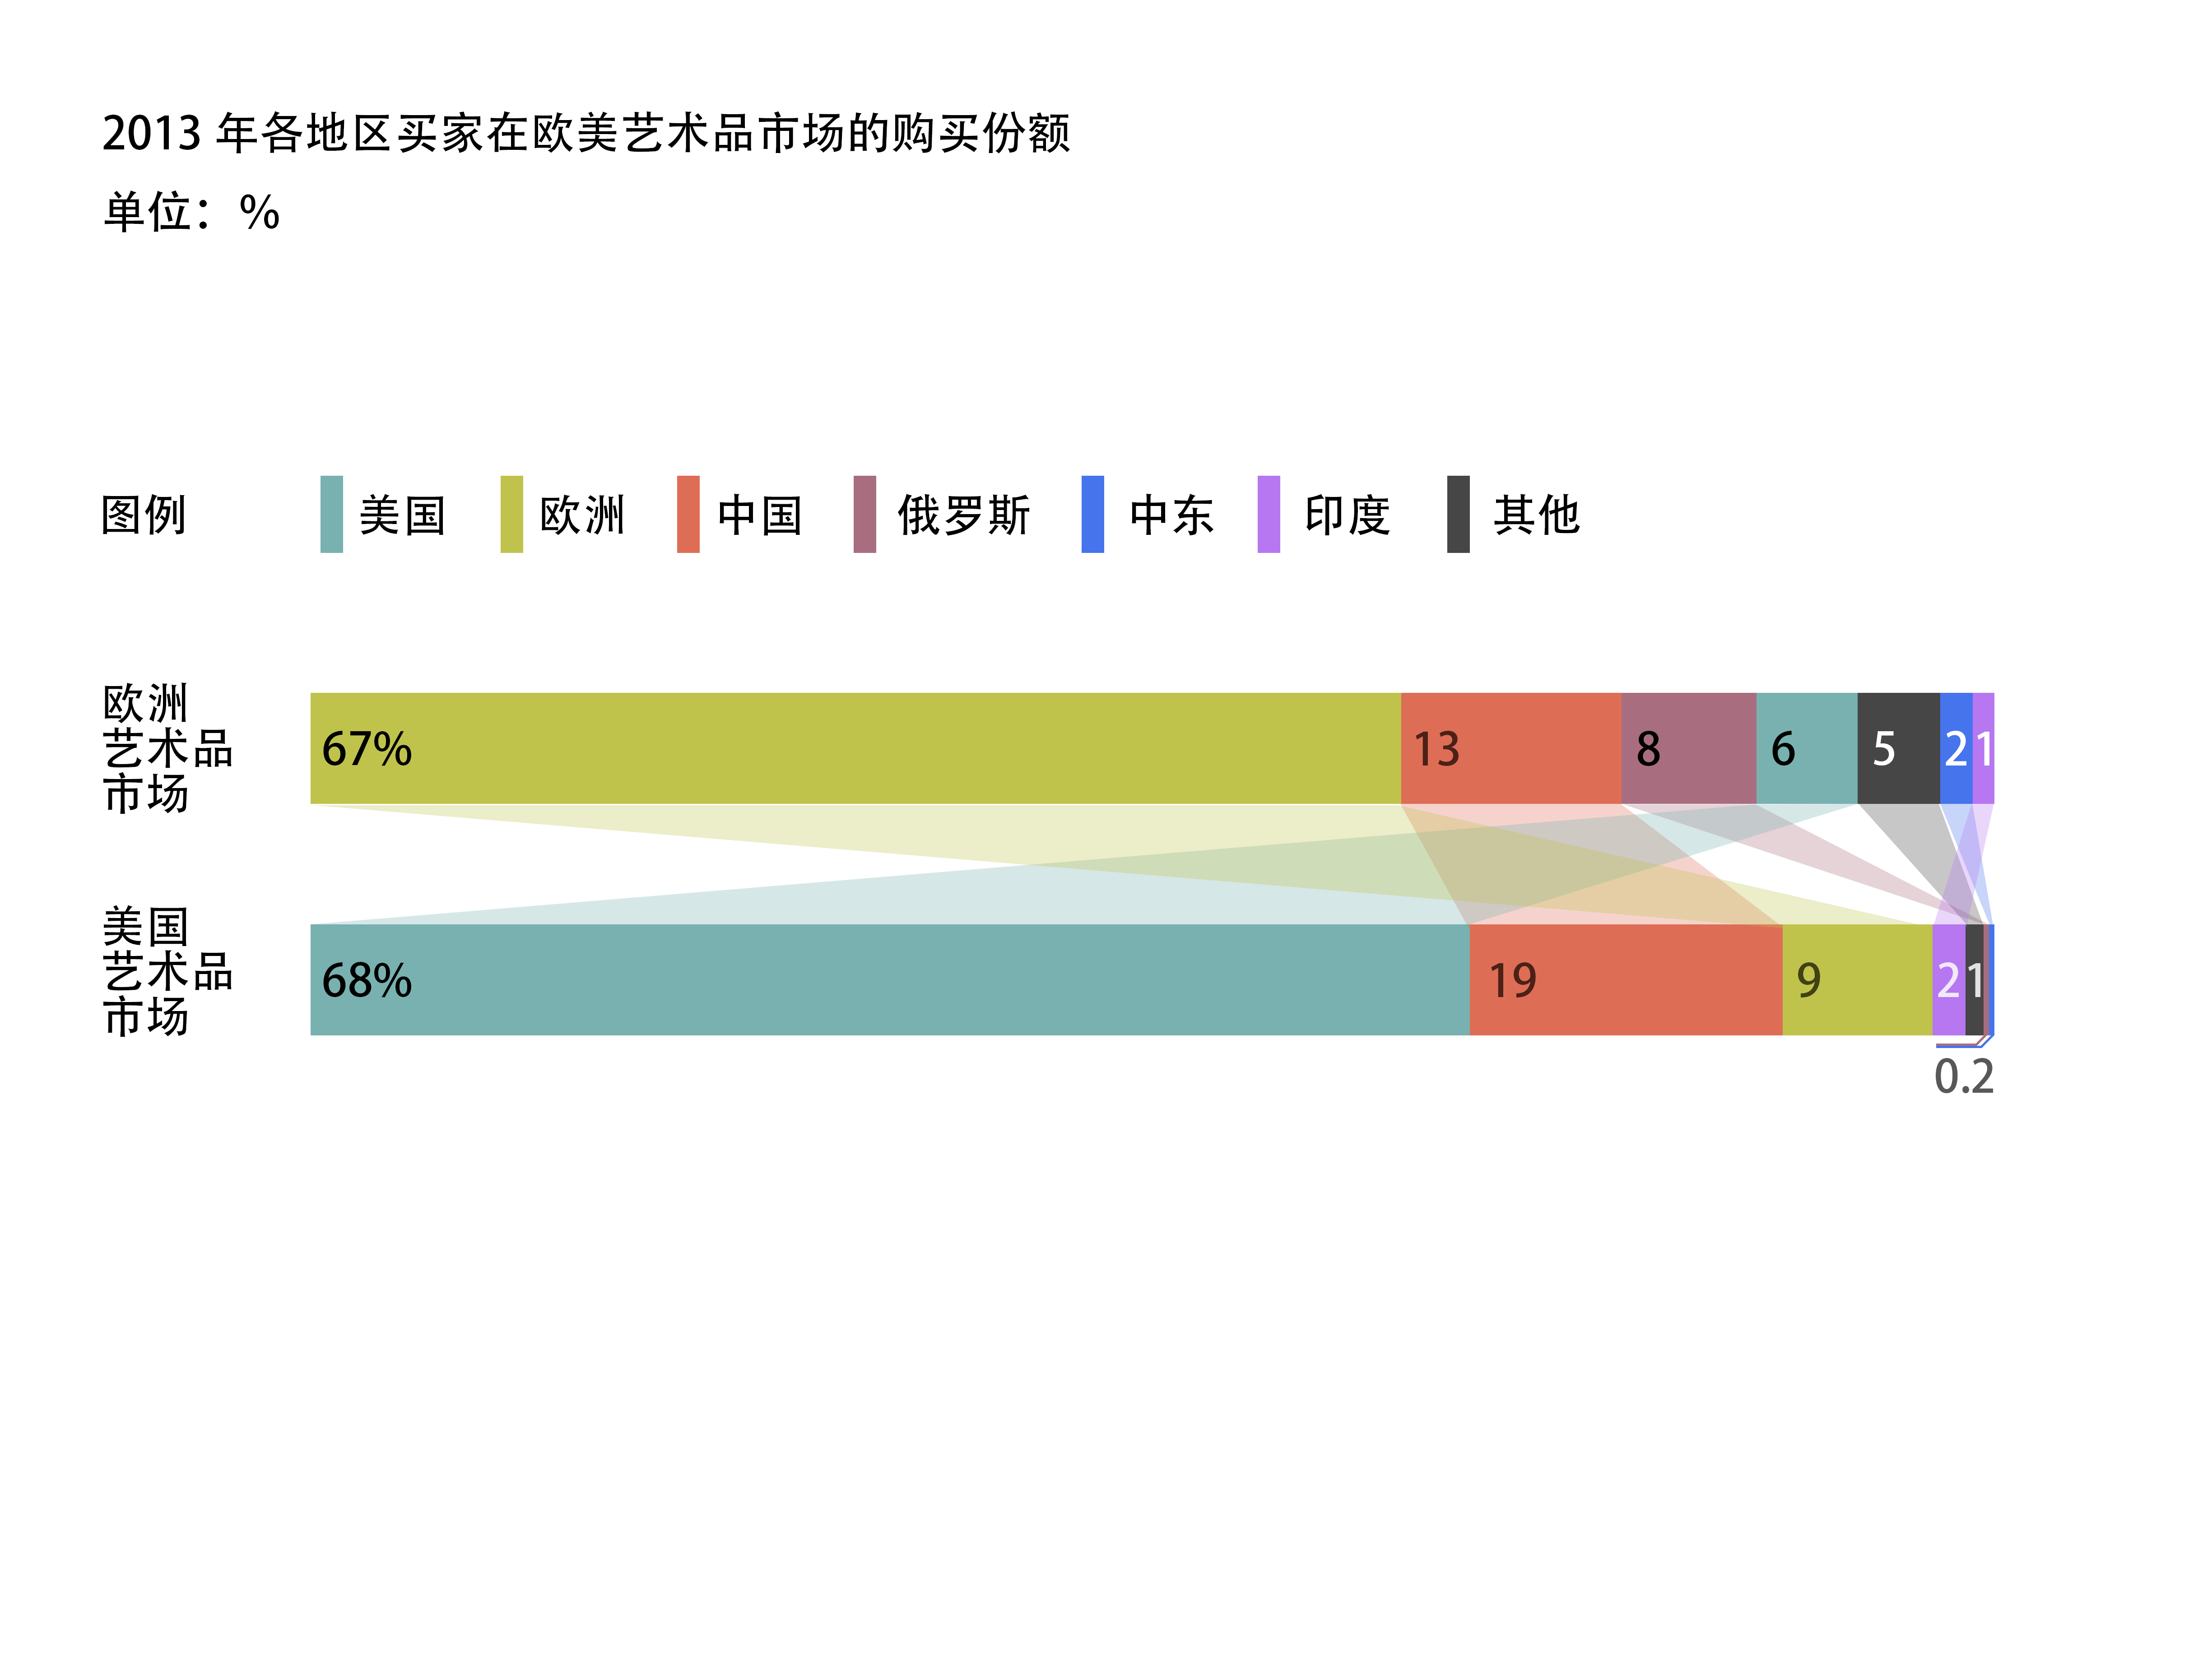 2013 年各地区买家在欧美艺术品市场的购买份额
单位：%
图例 美国 欧洲 中国 俄罗斯 中东 印度 其他
欧洲
艺术品
市场
67% 13 8 6 5 2 1
美国
艺术品
市场
68% 19 9 2 1
0.2